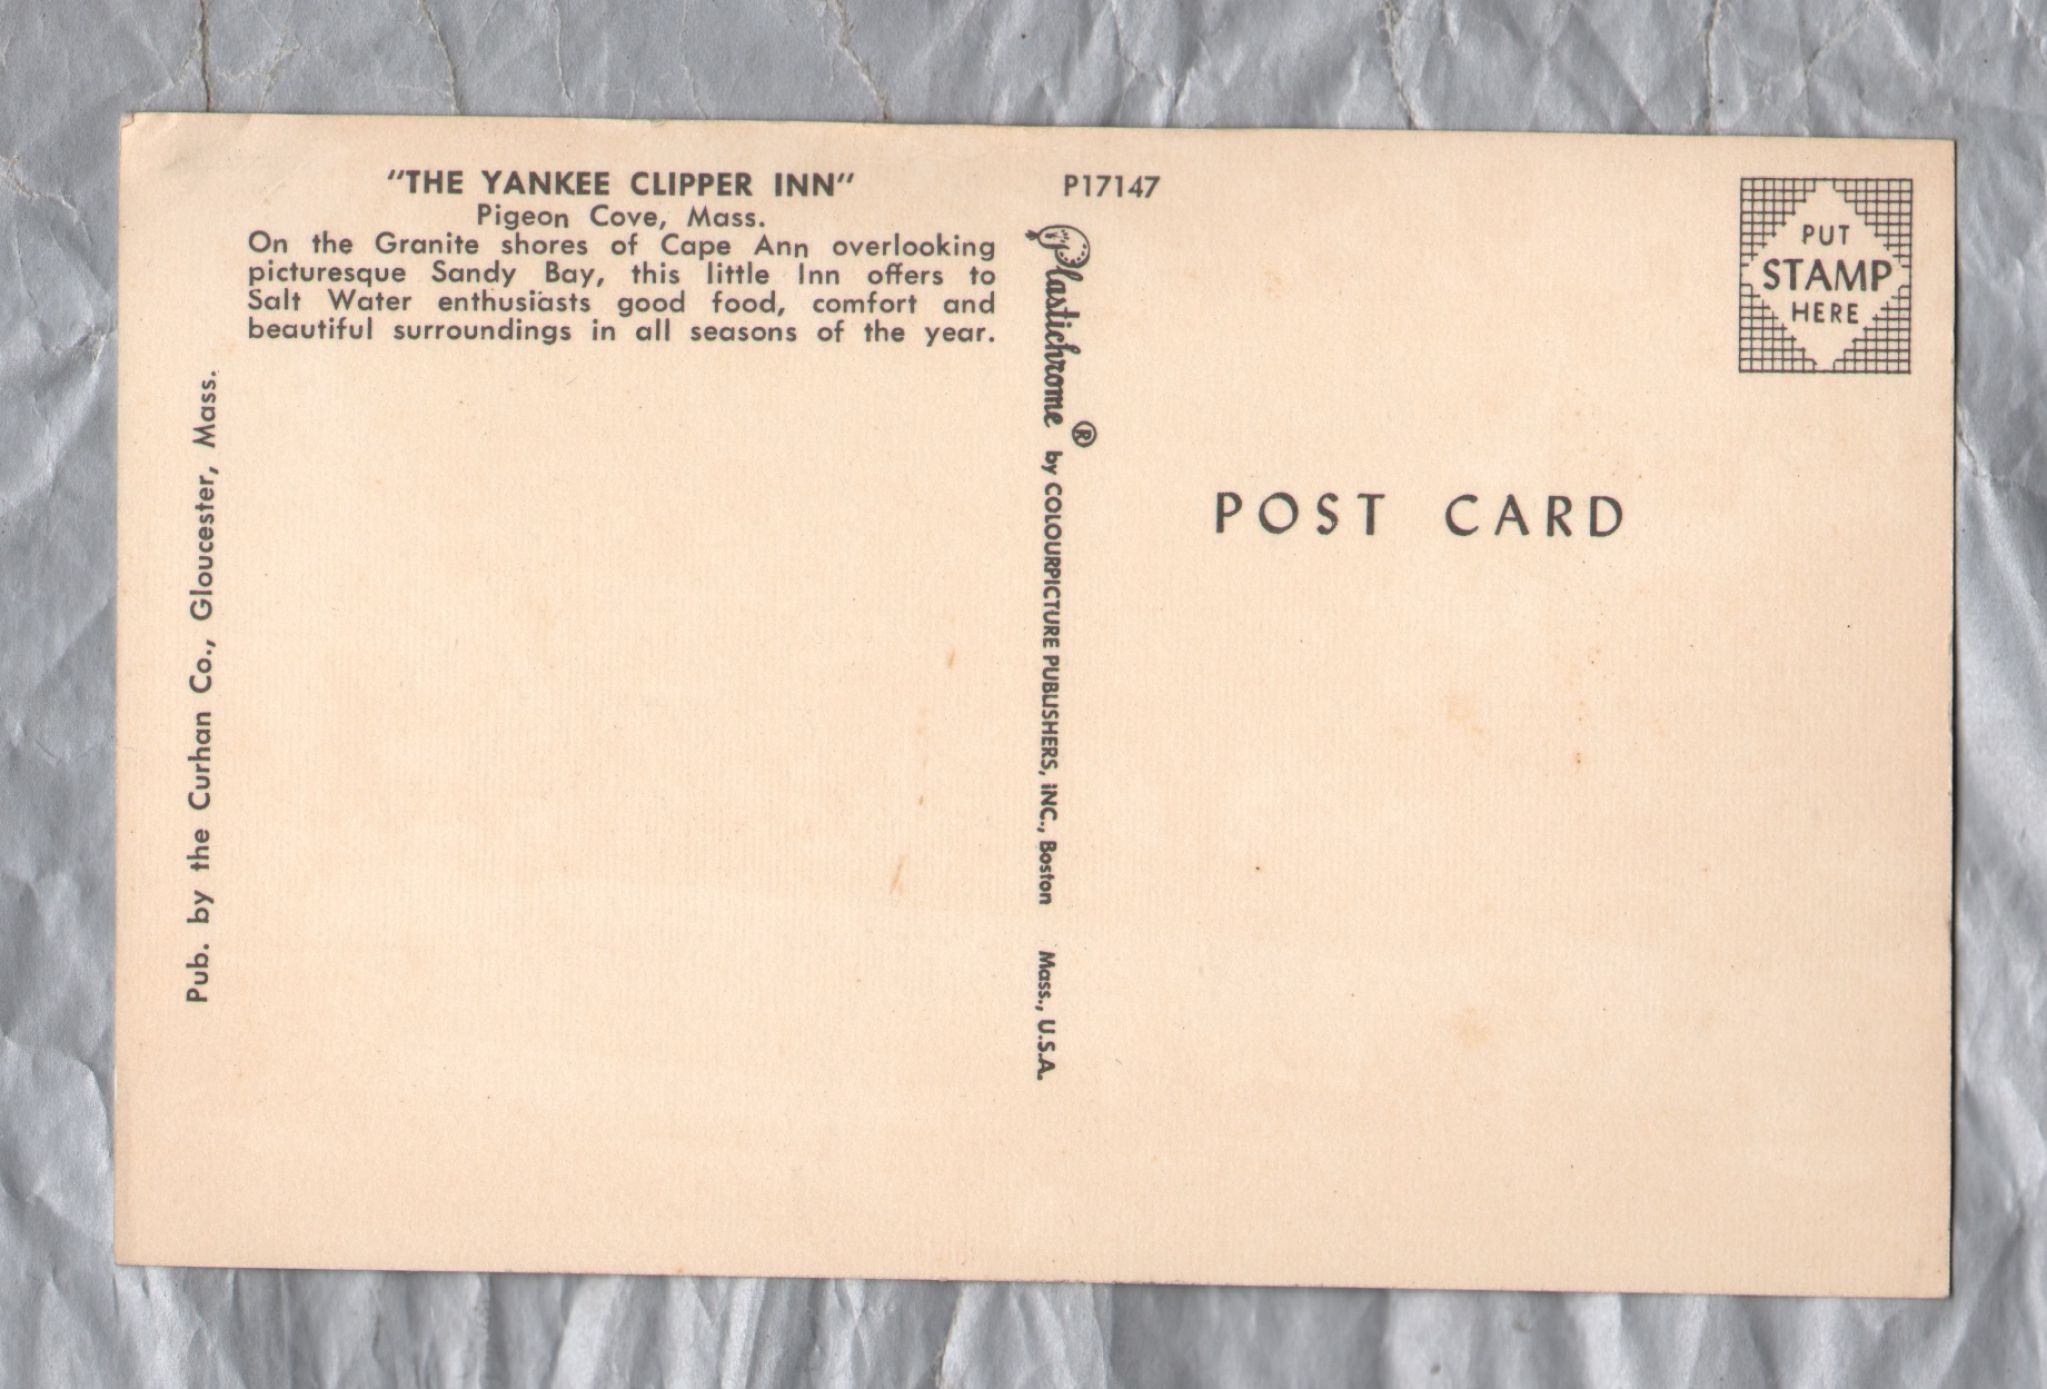 "THE YANKEE CLIPPER INN"
Pigeon Cove, Mass.
On the Granite shores of Cape Ann overlooking
picturesque Sandy Bay, this little Inn offers to
Salt Water enthusiasts good food, comfort and
beautiful surroundings in all seasons of the year.
Pub. by the Curhan Co., Gloucester, Mass.
P17147
Plastichrome ® by COLOURPICTURE PUBLISHERS, INC., Boston Mass., U.S.A.
PUT
STAMP
HERE
POST CARD